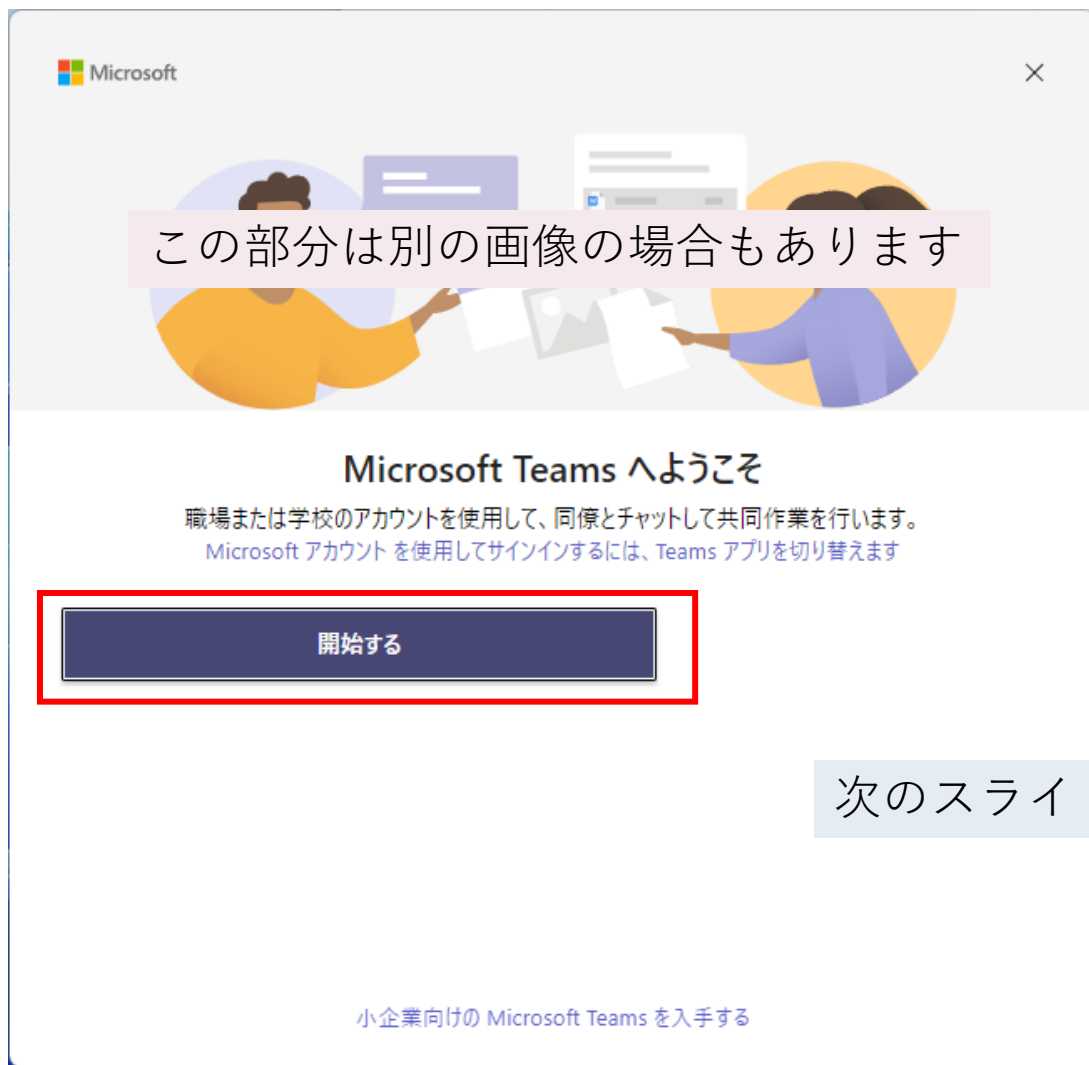 Microsoft
この部分は別の画像の場合もあります
Microsoft Teams へようこそ
職場または学校のアカウントを使用して、同僚とチャットして共同作業を行います。
Microsoft アカウント を使用してサインインするには、Teams アプリを切り替えます
開始する
次のスライ
小企業向けの Microsoft Teams を入手する